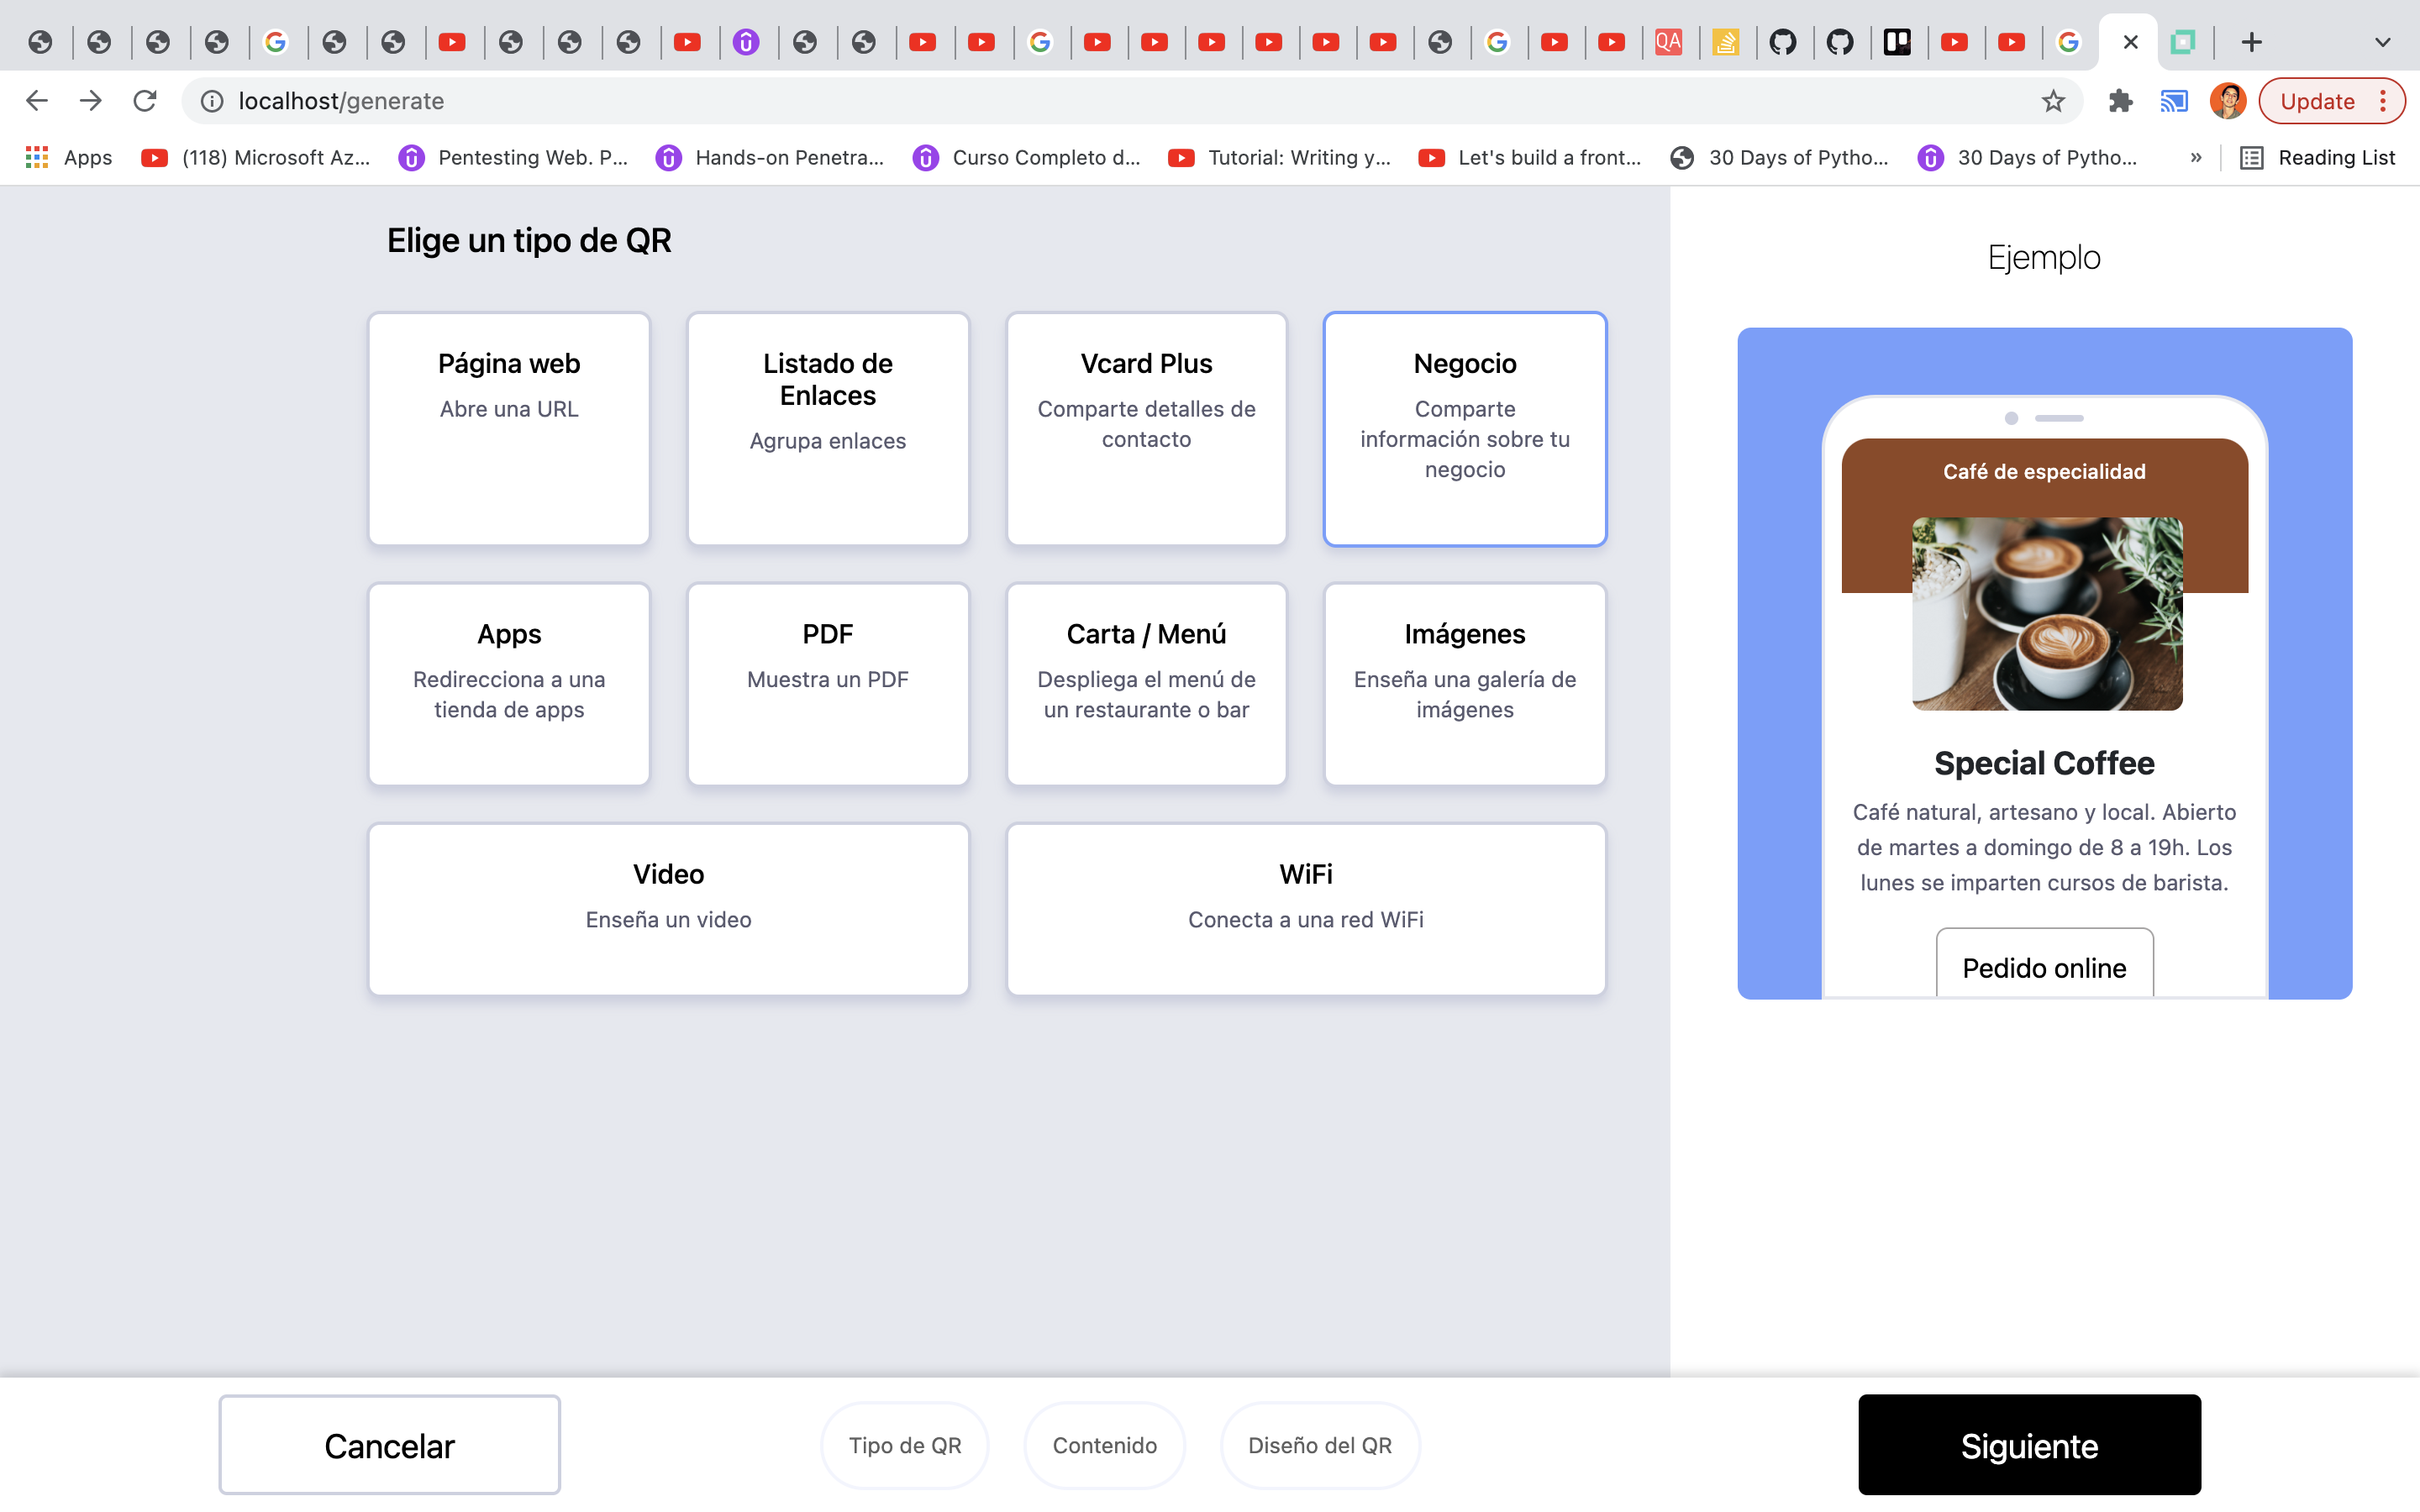 QA
localhost/generate
Update
Apps
(118) Microsoft Az...
Pentesting Web. P...
Hands-on Penetra...
Curso Completo d...
Tutorial: Writing y...
Let's build a front...
30 Days of Pytho...
30 Days of Pytho...
»
Reading List
Elige un tipo de QR
Página web
Abre una URL
Listado de
Enlaces
Agrupa enlaces
Vcard Plus
Comparte detalles de
contacto
Negocio
Comparte
información sobre tu
negocio
Apps
Redirecciona a una
tienda de apps
PDF
Muestra un PDF
Carta / Menú
Despliega el menú de
un restaurante o bar
Imágenes
Enseña una galería de
imágenes
Video
Enseña un video
WiFi
Conecta a una red WiFi
Ejemplo
Café de especialidad
Special Coffee
Café natural, artesano y local. Abierto
de martes a domingo de 8 a 19h. Los
lunes se imparten cursos de barista.
Pedido online
Cancelar
Tipo de QR
Contenido
Diseño del QR
Siguiente